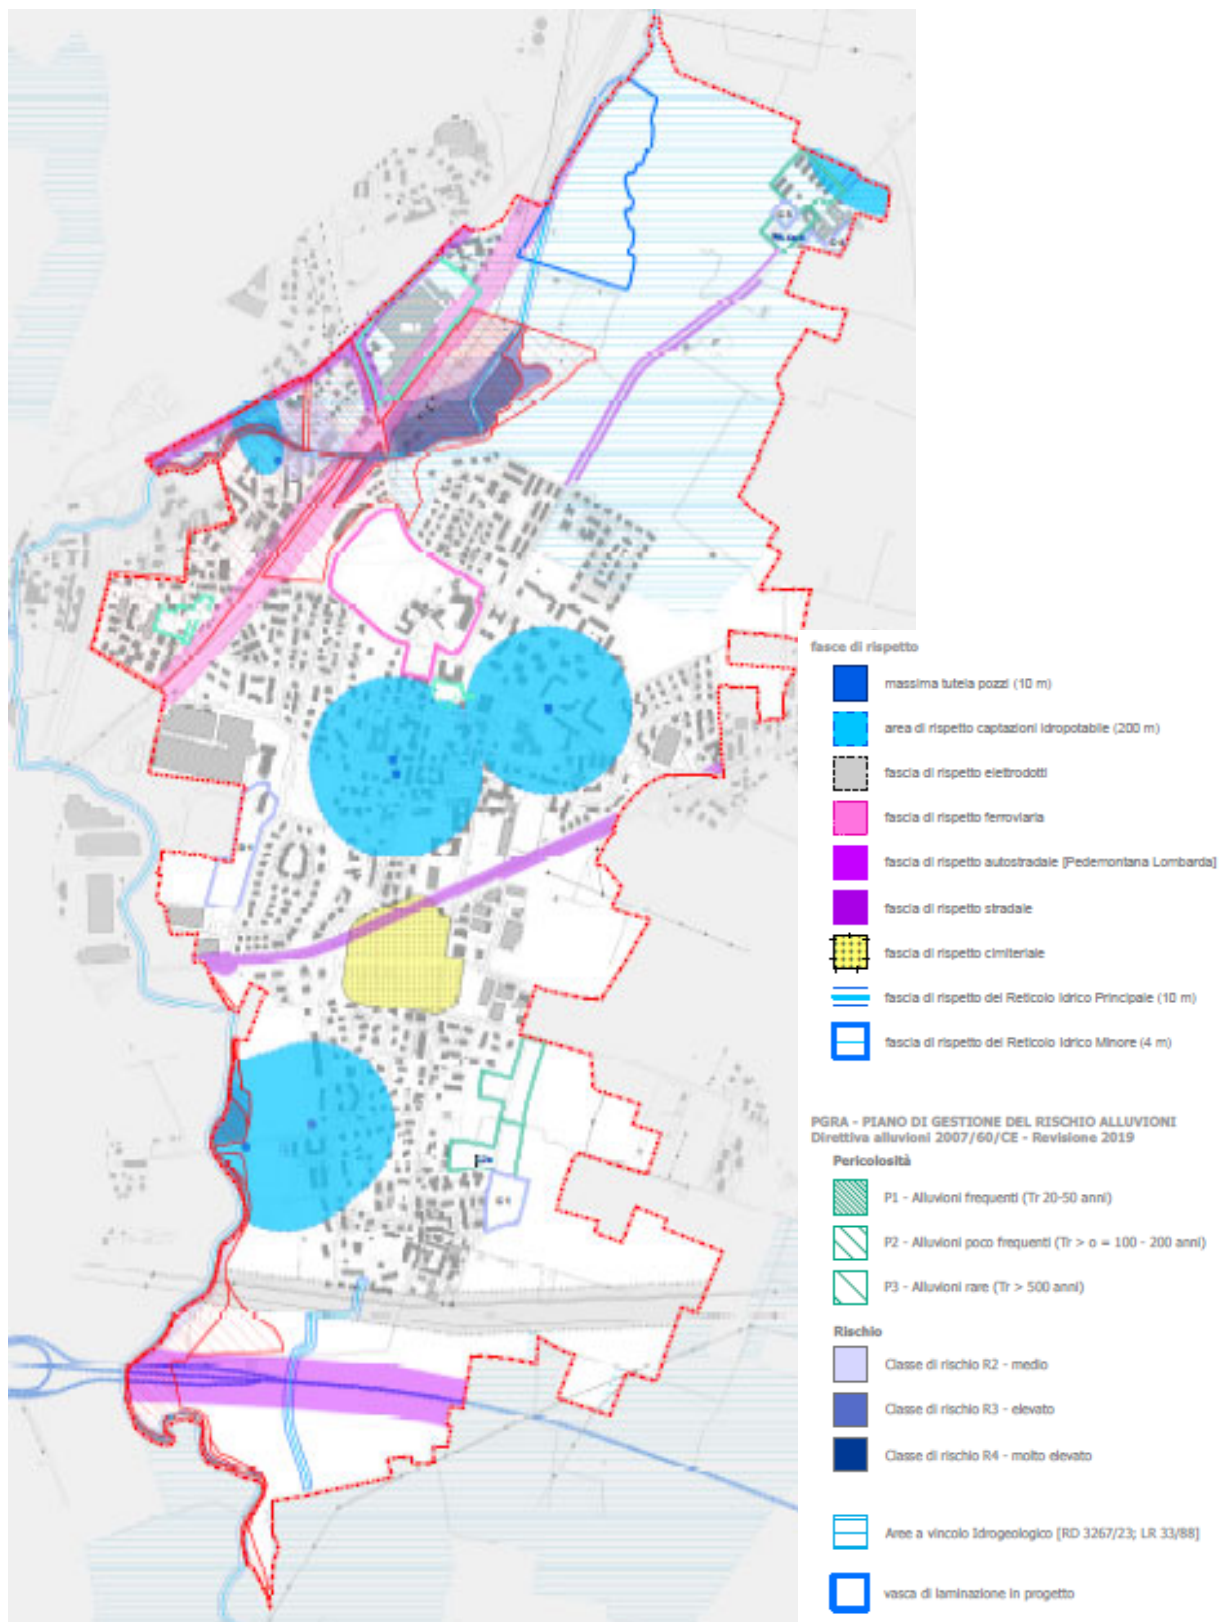 fasce di rispetto
massima tutela pozzi (10 m)
area di rispetto captazioni idropotabile (200 m)
fascia di rispetto elettrodotti
fascia di rispetto ferroviaria
fascia di rispetto autostradale [Pedemontana Lombarda]
fascia di rispetto stradale
fascia di rispetto cimiteriale
fascia di rispetto del Reticolo Idrico Principale (10 m)
fascia di rispetto del Reticolo Idrico Minore (4 m)
PGRA - PIANO DI GESTIONE DEL RISCHIO ALLUVIONI
Direttiva alluvioni 2007/60/CE - Revisione 2019
Pericolosità
P1 - Alluvioni frequenti (Tr 20-50 anni)
P2 - Alluvioni poco frequenti (Tr > o = 100 - 200 anni)
P3 - Alluvioni rare (Tr > 500 anni)
Rischio
Classe di rischio R2 - medio
Classe di rischio R3 - elevato
Classe di rischio R4 - molto elevato
Aree a vincolo Idrogeologico [RD 3267/23; LR 33/88]
vasca di laminazione in progetto